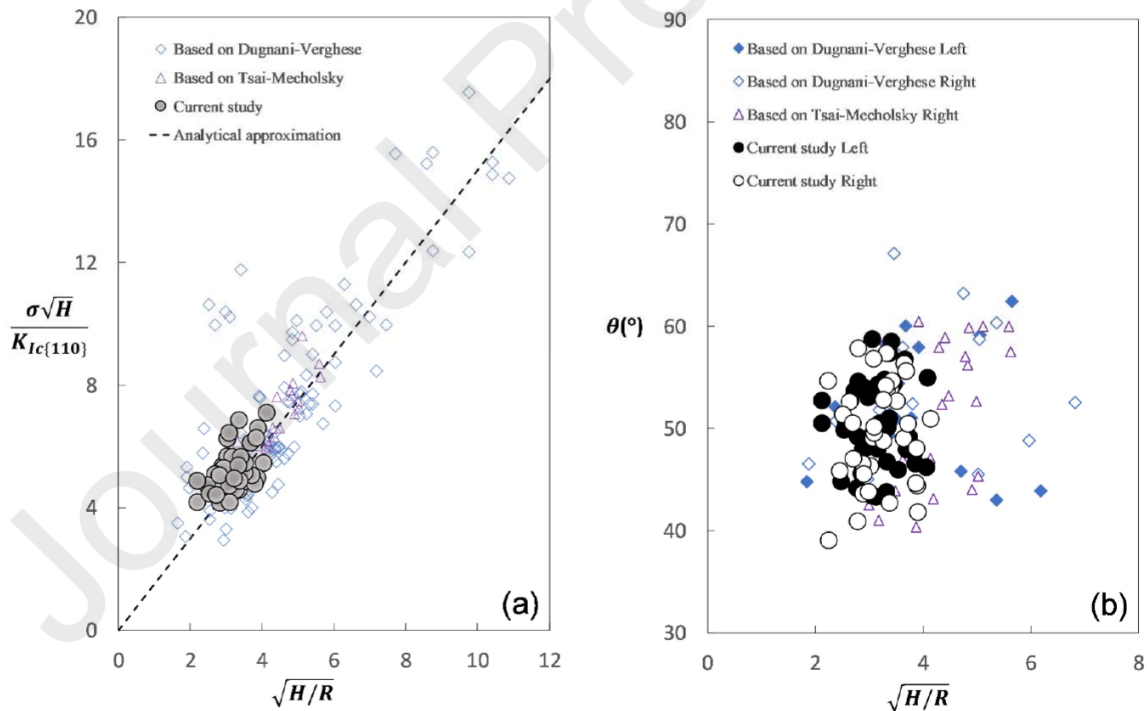 Journal Pre
20
16
12
8
4
0
0 2 4 6 8 10 12
σ√H
K_{Ic{110}}
√H/R
Based on Dugnani-Verghese
Based on Tsai-Mecholsky
Current study
Analytical approximation
(a)
90
80
70
60
50
40
30
0 2 4 6 8
θ(°)
√H/R
Based on Dugnani-Verghese Left
Based on Dugnani-Verghese Right
Based on Tsai-Mecholsky Right
Current study Left
Current study Right
(b)